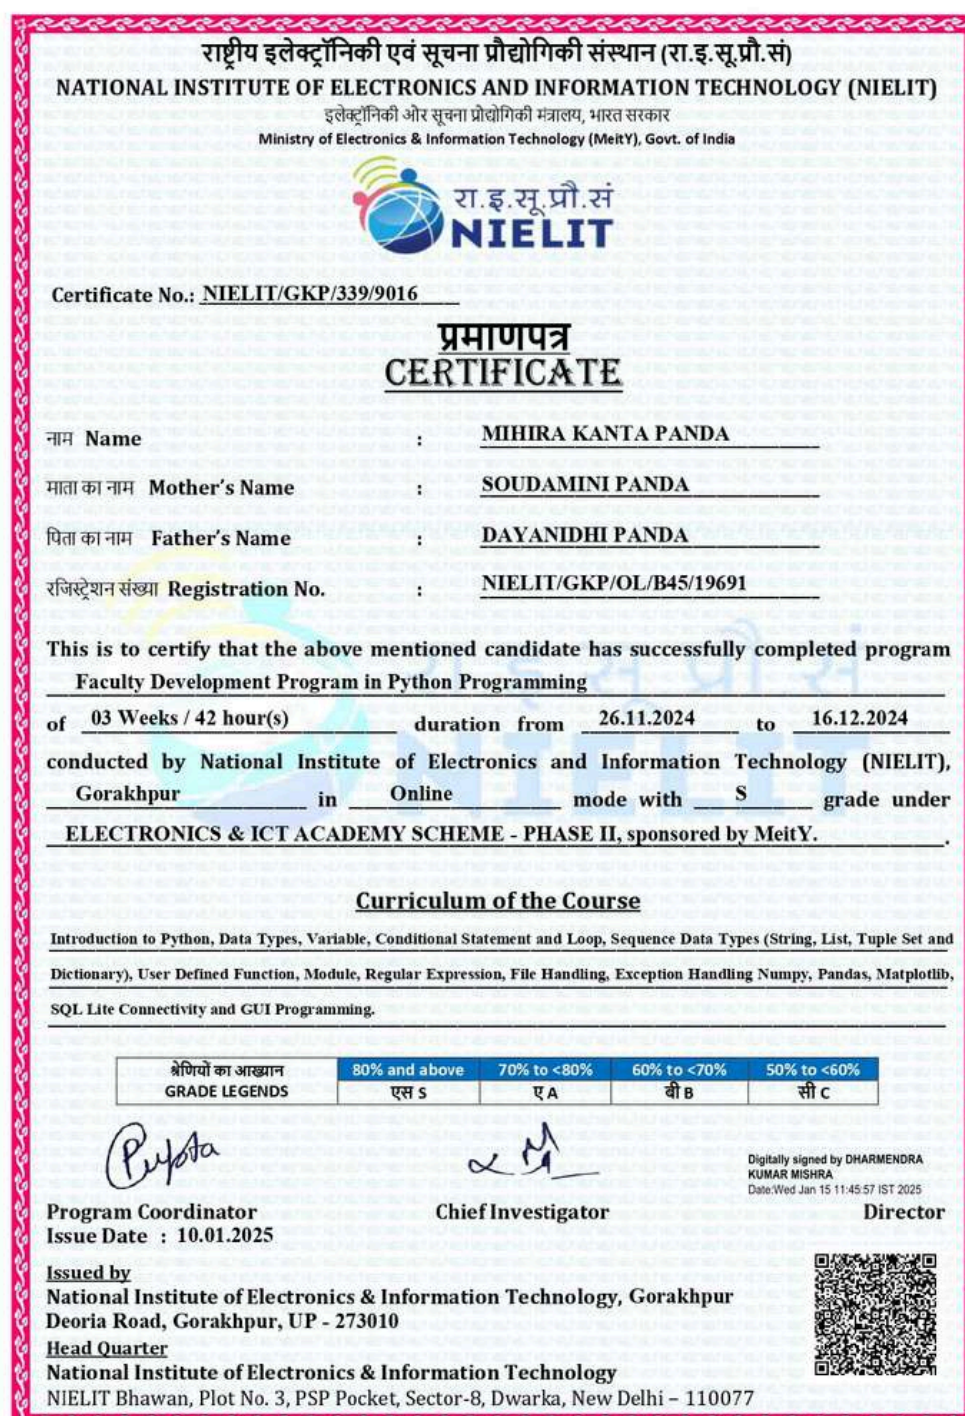 राष्ट्रीय इलेक्ट्रॉनिकी एवं सूचना प्रौद्योगिकी संस्थान (रा.इ.सू.प्रौ.सं)
NATIONAL INSTITUTE OF ELECTRONICS AND INFORMATION TECHNOLOGY (NIELIT)
इलेक्ट्रॉनिकी ओर सूचना प्रोद्योगिकी मंत्रालय, भारत सरकार
Ministry of Electronics & Information Technology (MeitY), Govt. of India
रा.इ.सू.प्रौ.सं
NIELIT
Certificate No.: NIELIT/GKP/339/9016
प्रमाणपत्र
CERTIFICATE
नाम Name : MIHIRA KANTA PANDA
माता का नाम Mother's Name : SOUDAMINI PANDA
पिता का नाम Father's Name : DAYANIDHI PANDA
रजिस्ट्रेशन संख्या Registration No. : NIELIT/GKP/OL/B45/19691
This is to certify that the above mentioned candidate has successfully completed program
Faculty Development Program in Python Programming
of 03 Weeks / 42 hour(s) duration from 26.11.2024 to 16.12.2024
conducted by National Institute of Electronics and Information Technology (NIELIT),
Gorakhpur in Online mode with S grade under
ELECTRONICS & ICT ACADEMY SCHEME - PHASE II, sponsored by MeitY. .
Curriculum of the Course
Introduction to Python, Data Types, Variable, Conditional Statement and Loop, Sequence Data Types (String, List, Tuple Set and
Dictionary), User Defined Function, Module, Regular Expression, File Handling, Exception Handling Numpy, Pandas, Matplotlib,
SQL Lite Connectivity and GUI Programming.
श्रेणियों का आख्यान 80% and above 70% to <80% 60% to <70% 50% to <60%
GRADE LEGENDS एस S ए A बी B सी C
Digitally signed by DHARMENDRA
KUMAR MISHRA
Date:Wed Jan 15 11:45:57 IST 2025
Program Coordinator Chief Investigator Director
Issue Date : 10.01.2025
Issued by
National Institute of Electronics & Information Technology, Gorakhpur
Deoria Road, Gorakhpur, UP - 273010
Head Quarter
National Institute of Electronics & Information Technology
NIELIT Bhawan, Plot No. 3, PSP Pocket, Sector-8, Dwarka, New Delhi – 110077